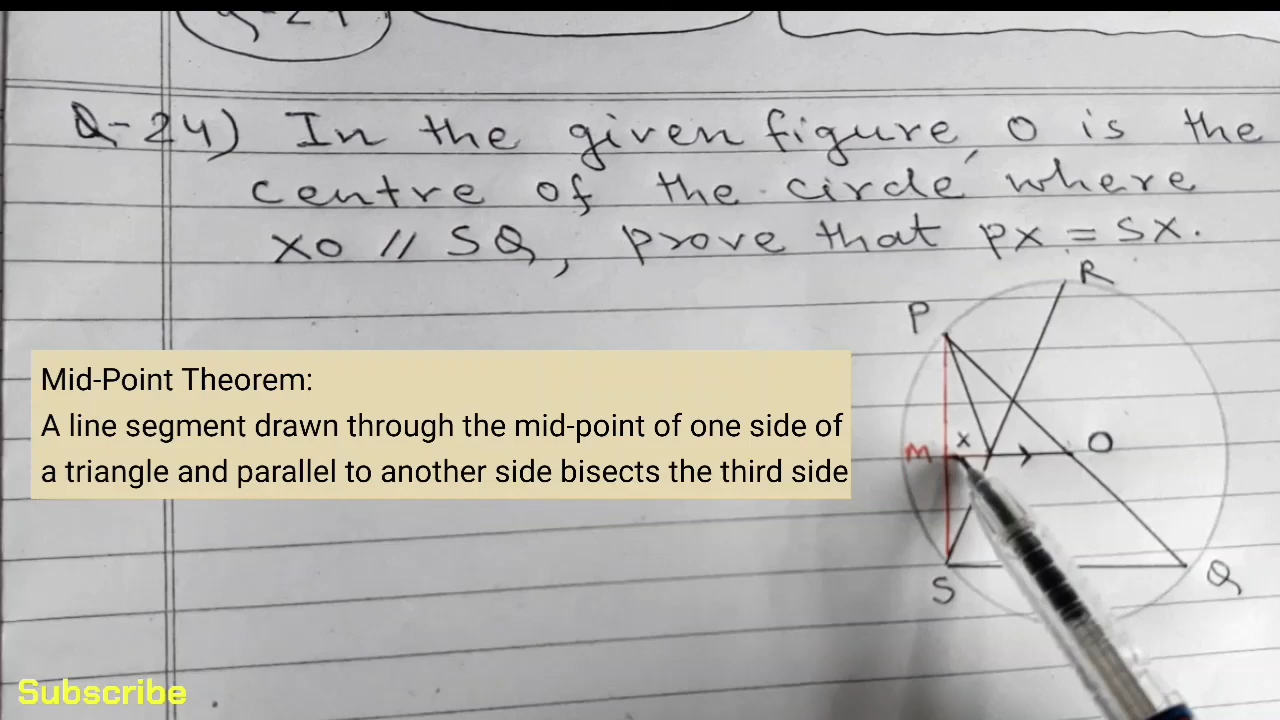 Q-24) In the given figure, O is the
centre of the circle where
XO // SQ, prove that PX = SX.
R
P
Mid-Point Theorem:
A line segment drawn through the mid-point of one side of
a triangle and parallel to another side bisects the third side
M X O
S Q
Subscribe